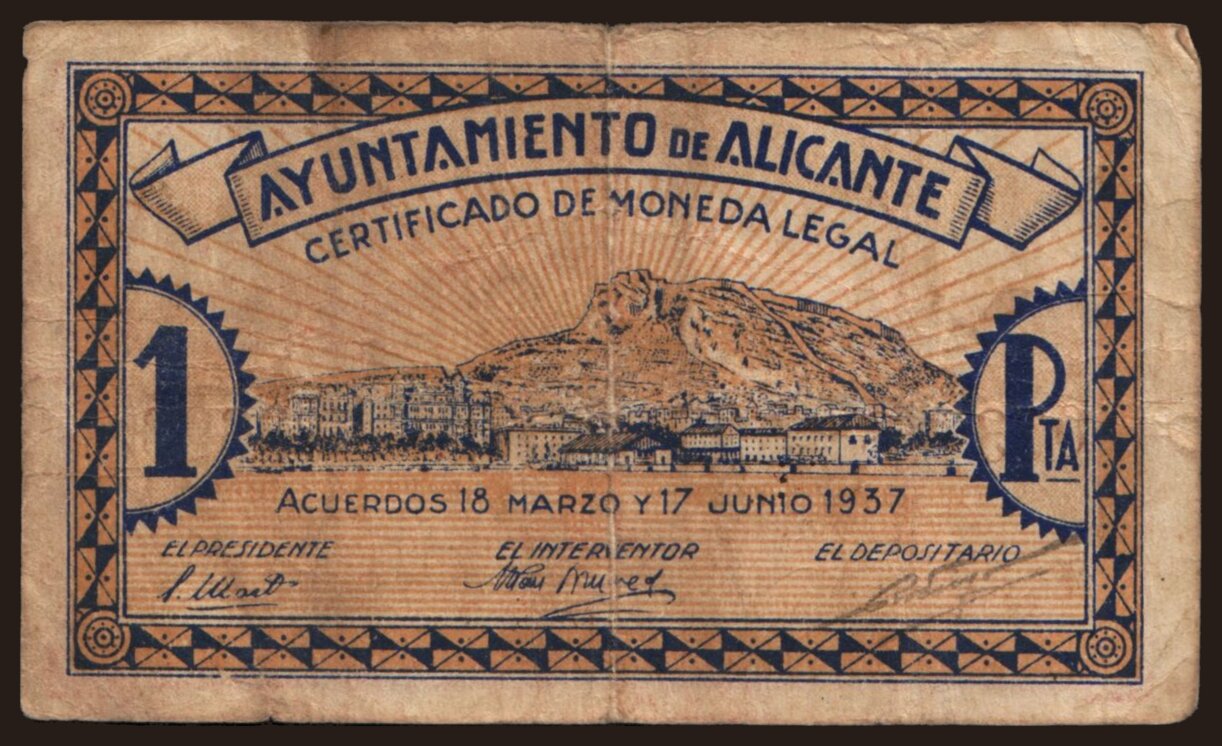 AYUNTAMIENTO DE ALICANTE
CERTIFICADO DE MONEDA LEGAL
1 PTA
ACUERDOS 18 MARZO Y 17 JUNIO 1937
EL PRESIDENTE EL INTERVENTOR EL DEPOSITARIO